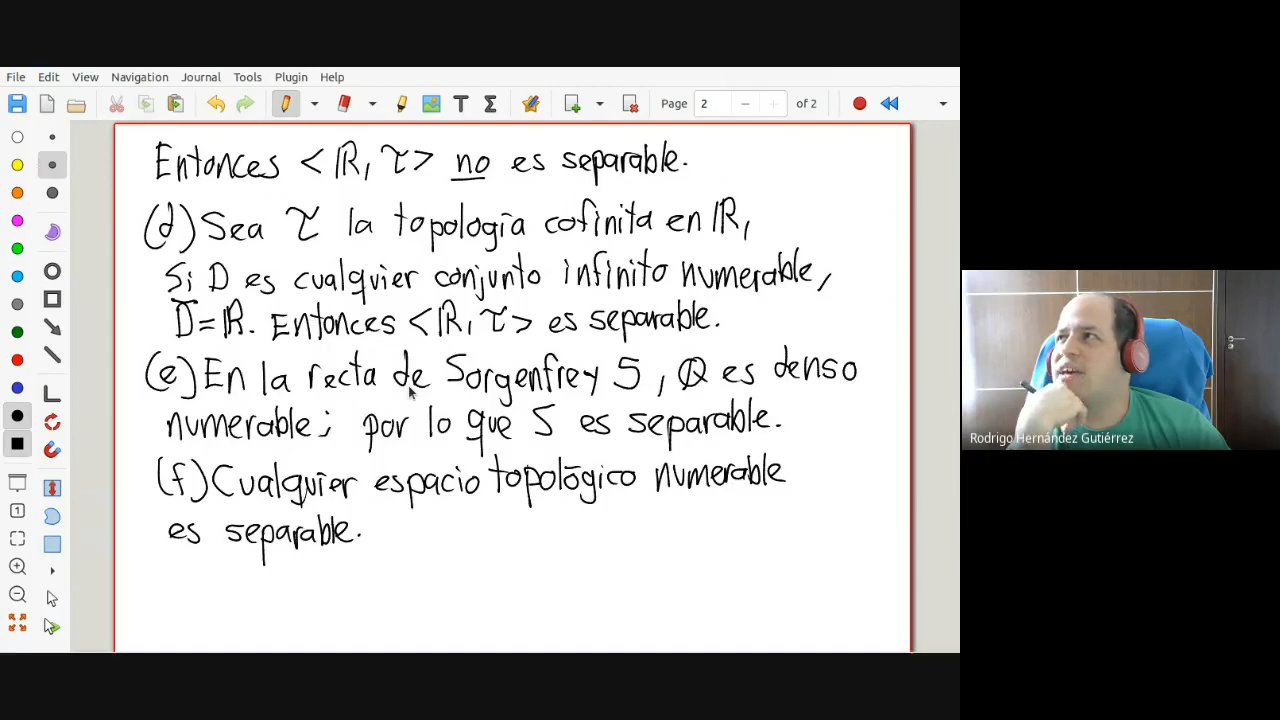 File Edit View Navigation Journal Tools Plugin Help
Page 2 of 2
Entonces <ℝ, τ> no es separable.
(d) Sea τ la topología cofinita en ℝ,
Si D es cualquier conjunto infinito numerable,
D̅=ℝ. Entonces <ℝ, τ> es separable.
(e) En la recta de Sorgenfrey S, ℚ es denso
numerable; por lo que S es separable.
(f) Cualquier espacio topológico numerable
es separable.
Rodrigo Hernández Gutiérrez